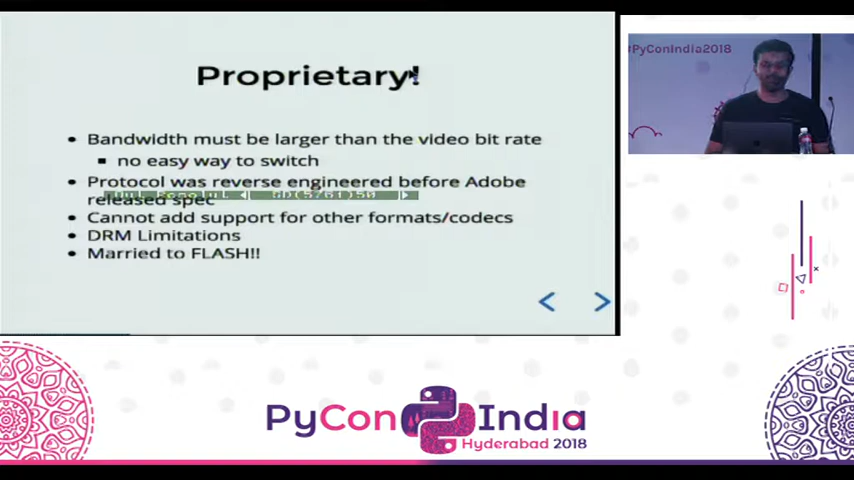 Proprietary!
Bandwidth must be larger than the video bit rate
no easy way to switch
Protocol was reverse engineered before Adobe
released spec
Cannot add support for other formats/codecs
DRM Limitations
Married to FLASH!!
#PyConIndia2018
PyCon India
Hyderabad 2018